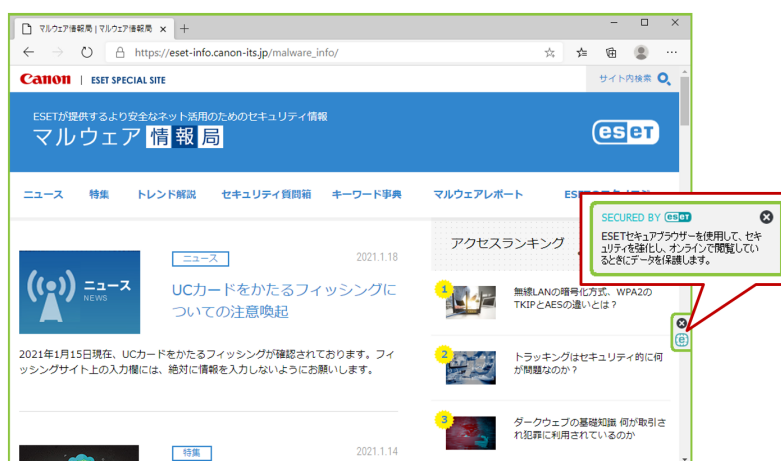 マルウェア情報局 | マルウェア情報局
https://eset-info.canon-its.jp/malware_info/
Canon | ESET SPECIAL SITE
サイト内検索
ESETが提供するより安全なネット活用のためのセキュリティ情報
マルウェア情報局
eset
ニュース 特集 トレンド解説 セキュリティ質問箱 キーワード事典 マルウェアレポート
SECURED BY eset
ESETセキュアブラウザーを使用して、セキ
ュリティを強化し、オンラインで閲覧してい
るときにデータを保護します。
ニュース
NEWS
ニュース
2021.1.18
UCカードをかたるフィッシングに
ついての注意喚起
2021年1月15日現在、UCカードをかたるフィッシングが確認されております。フィ
ッシングサイト上の入力欄には、絶対に情報を入力しないようにお願いします。
特集
2021.1.14
アクセスランキング
1
無線LANの暗号化方式、WPA2の
TKIPとAESの違いとは？
2
トラッキングはセキュリティ的に何
が問題なのか？
3
ダークウェブの基礎知識 何が取引さ
れ犯罪に利用されているのか
e